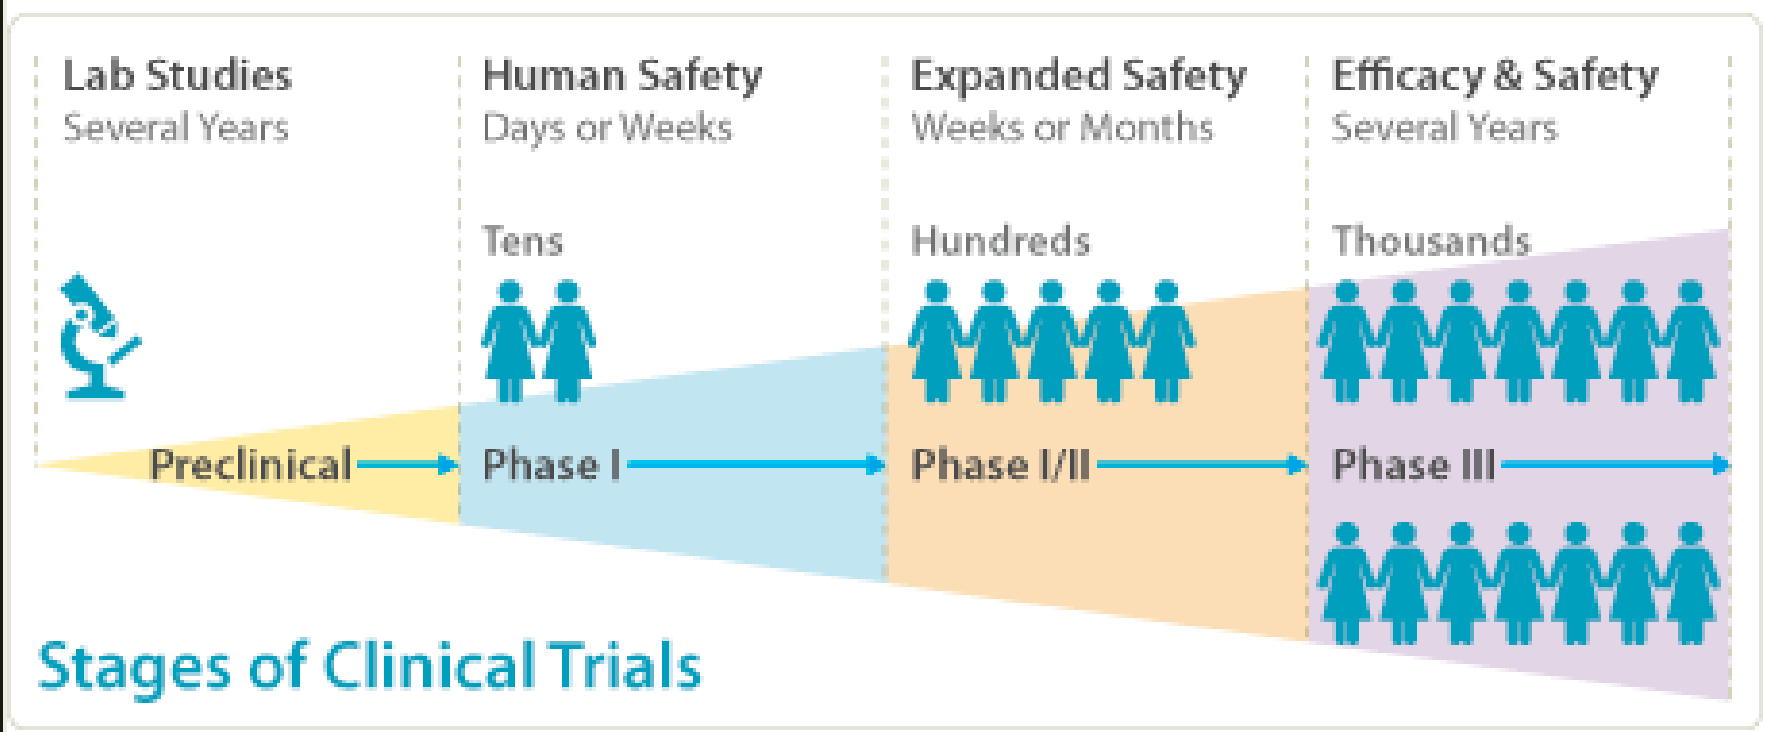 Lab Studies
Several Years
Human Safety
Days or Weeks
Expanded Safety
Weeks or Months
Efficacy & Safety
Several Years
Tens
Hundreds
Thousands
Preclinical
Phase I
Phase I/II
Phase III
Stages of Clinical Trials